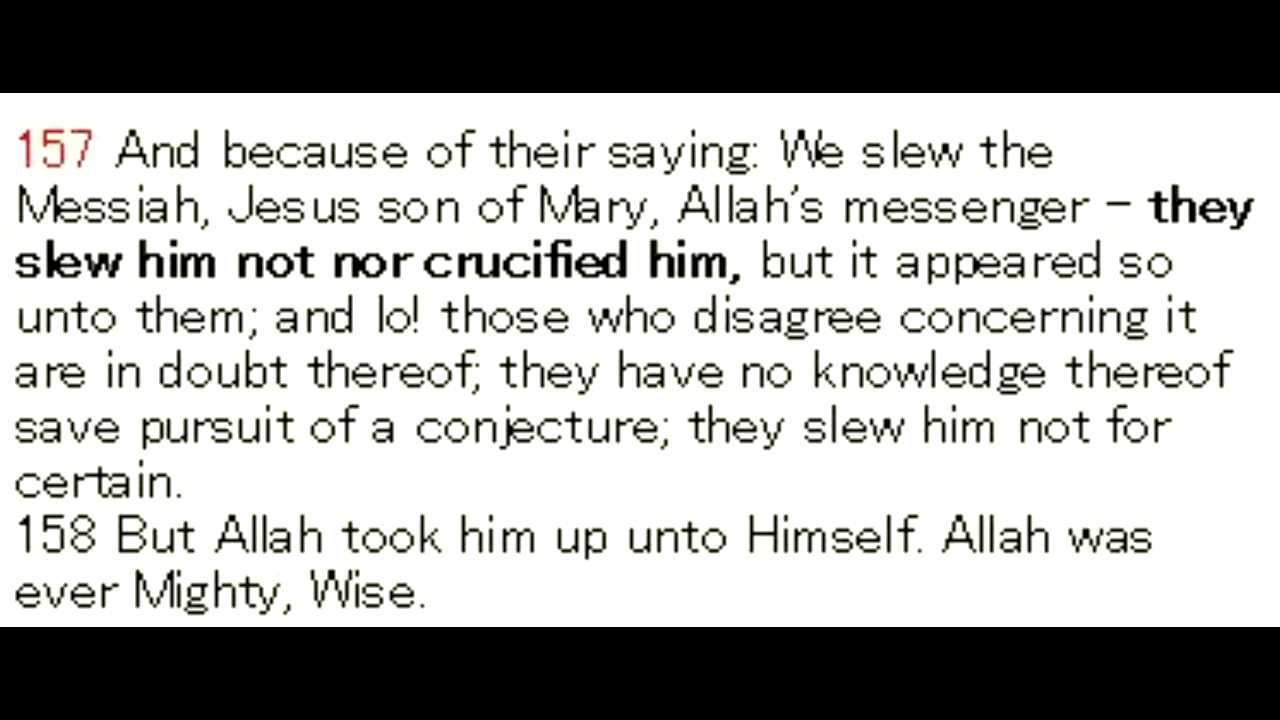 157 And because of their saying: We slew the
Messiah, Jesus son of Mary, Allah's messenger – they
slew him not nor crucified him, but it appeared so
unto them; and lo! those who disagree concerning it
are in doubt thereof; they have no knowledge thereof
save pursuit of a conjecture; they slew him not for
certain.
158 But Allah took him up unto Himself. Allah was
ever Mighty, Wise.